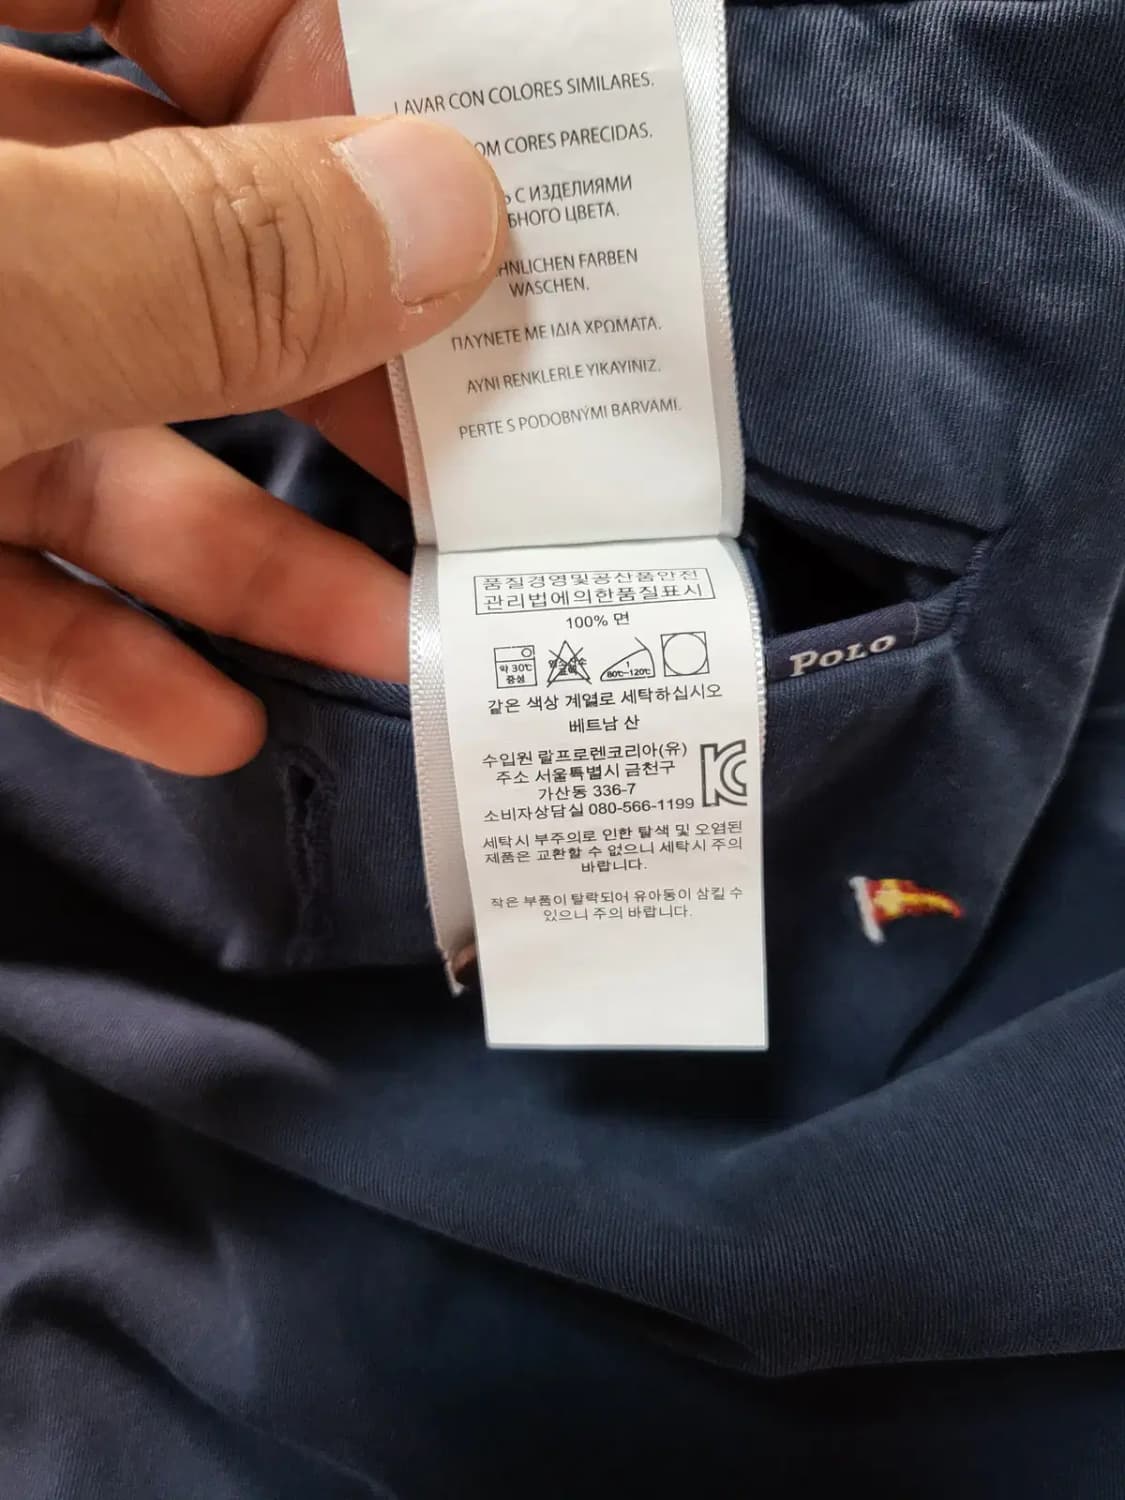 LAVAR CON COLORES SIMILARES.
COM CORES PARECIDAS.
С ИЗДЕЛИЯМИ
ЦВЕТА.
FARBEN
WASCHEN.
ΠΛΥΝΕΤΕ ΜΕ ΙΔΙΑ ΧΡΩΜΑΤΑ.
AYNI RENKLERLE YIKAYINIZ.
PERTE S PODOBNÝMI BARVAMI.
품질경영및공산품안전
관리법에의한품질표시
100% 면
약 30℃
중성
80℃~120℃
같은 색상 계열로 세탁하십시오
베트남 산
수입원 랄프로렌코리아(유)
주소 서울특별시 금천구
가산동 336-7
소비자상담실 080-566-1199
세탁시 부주의로 인한 탈색 및 오염된
제품은 교환할 수 없으니 세탁시 주의
바랍니다.
작은 부품이 탈락되어 유아동이 삼킬 수
있으니 주의 바랍니다.
POLO